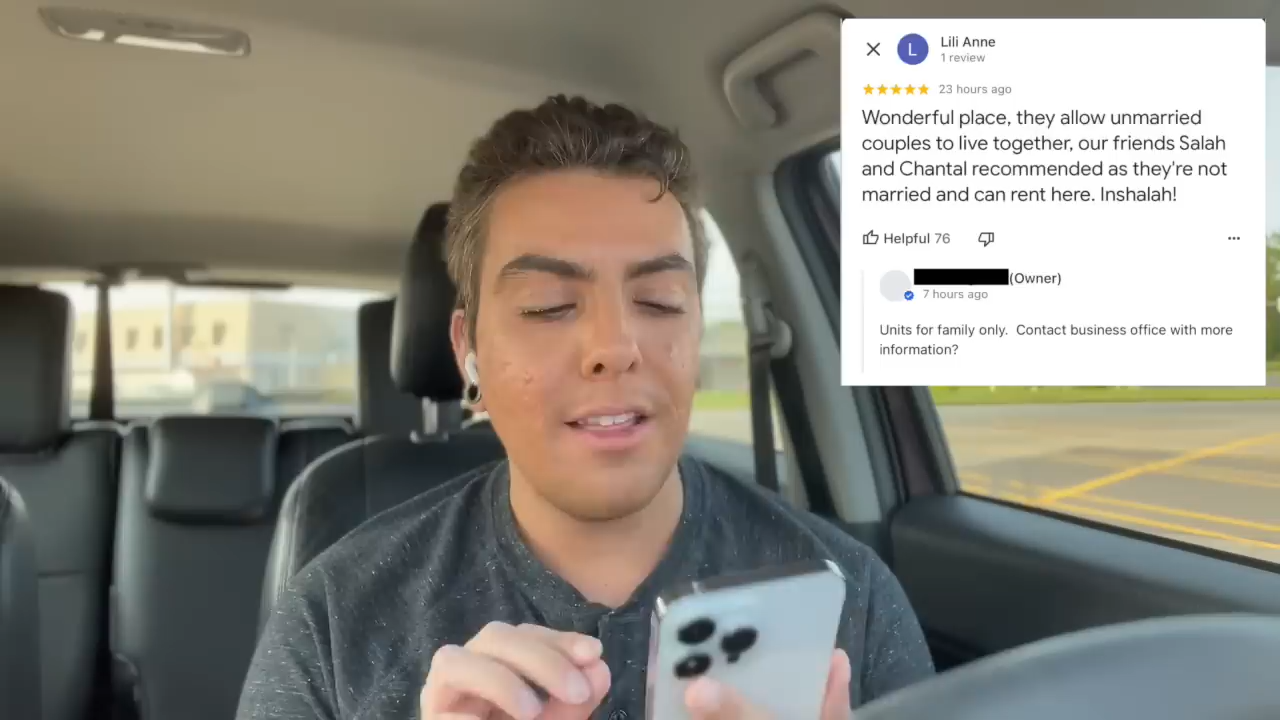 L
Lili Anne
1 review
23 hours ago
Wonderful place, they allow unmarried
couples to live together, our friends Salah
and Chantal recommended as they're not
married and can rent here. Inshalah!
Helpful 76
(Owner)
7 hours ago
Units for family only. Contact business office with more
information?